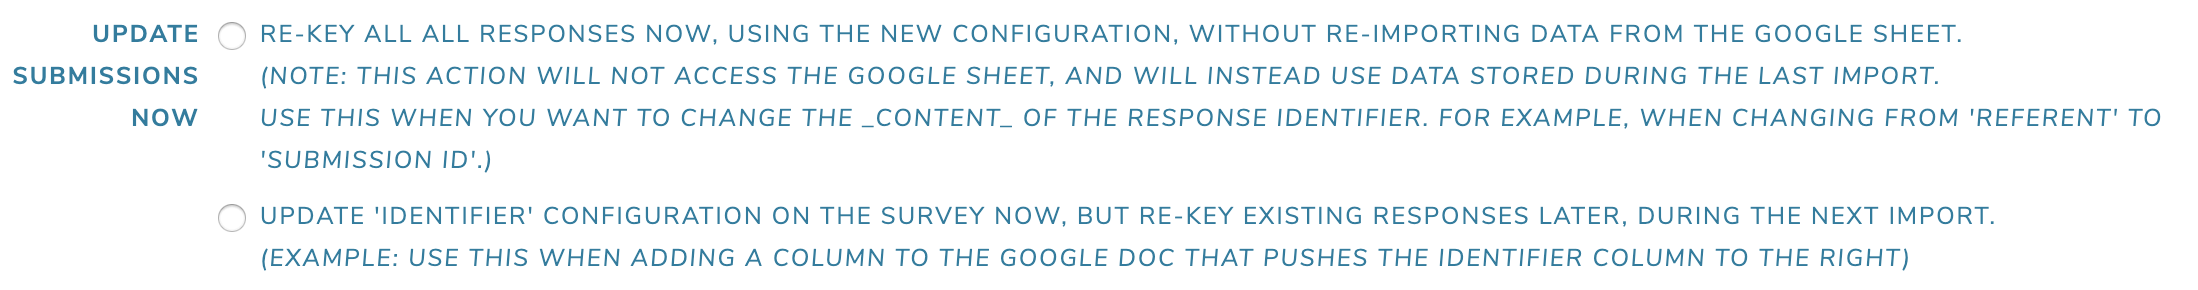 UPDATE SUBMISSIONS NOW
RE-KEY ALL ALL RESPONSES NOW, USING THE NEW CONFIGURATION, WITHOUT RE-IMPORTING DATA FROM THE GOOGLE SHEET.
(NOTE: THIS ACTION WILL NOT ACCESS THE GOOGLE SHEET, AND WILL INSTEAD USE DATA STORED DURING THE LAST IMPORT.
USE THIS WHEN YOU WANT TO CHANGE THE _CONTENT_ OF THE RESPONSE IDENTIFIER. FOR EXAMPLE, WHEN CHANGING FROM 'REFERENT' TO
'SUBMISSION ID'.)
UPDATE 'IDENTIFIER' CONFIGURATION ON THE SURVEY NOW, BUT RE-KEY EXISTING RESPONSES LATER, DURING THE NEXT IMPORT.
(EXAMPLE: USE THIS WHEN ADDING A COLUMN TO THE GOOGLE DOC THAT PUSHES THE IDENTIFIER COLUMN TO THE RIGHT)